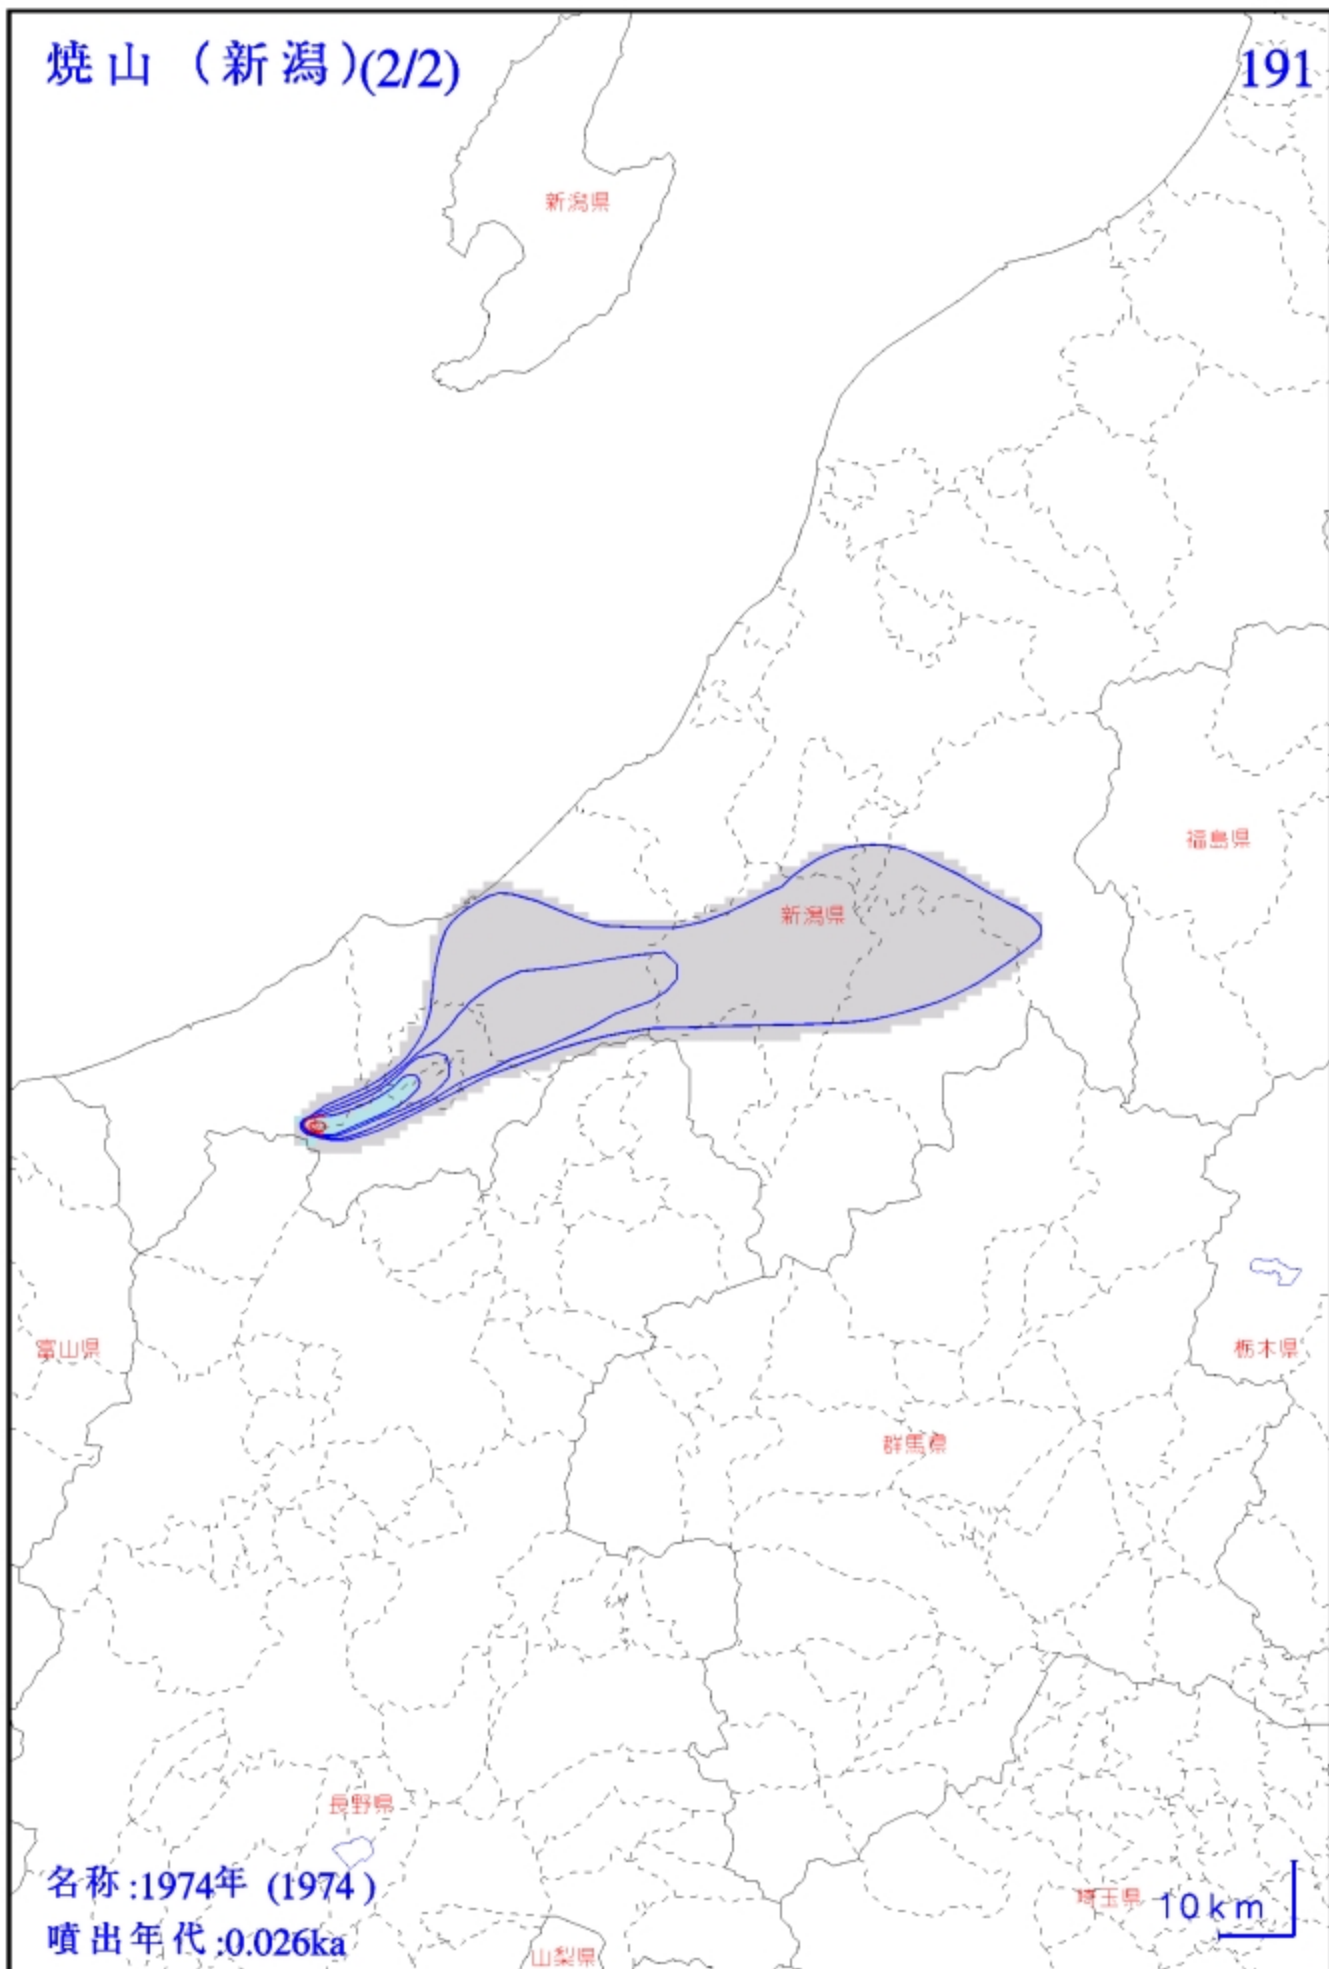 焼山（新潟）(2/2)
191
新潟県
福島県
新潟県
富山県
栃木県
群馬県
長野県
名称:1974年 (1974)
埼玉県
10km
噴出年代:0.026ka
山梨県